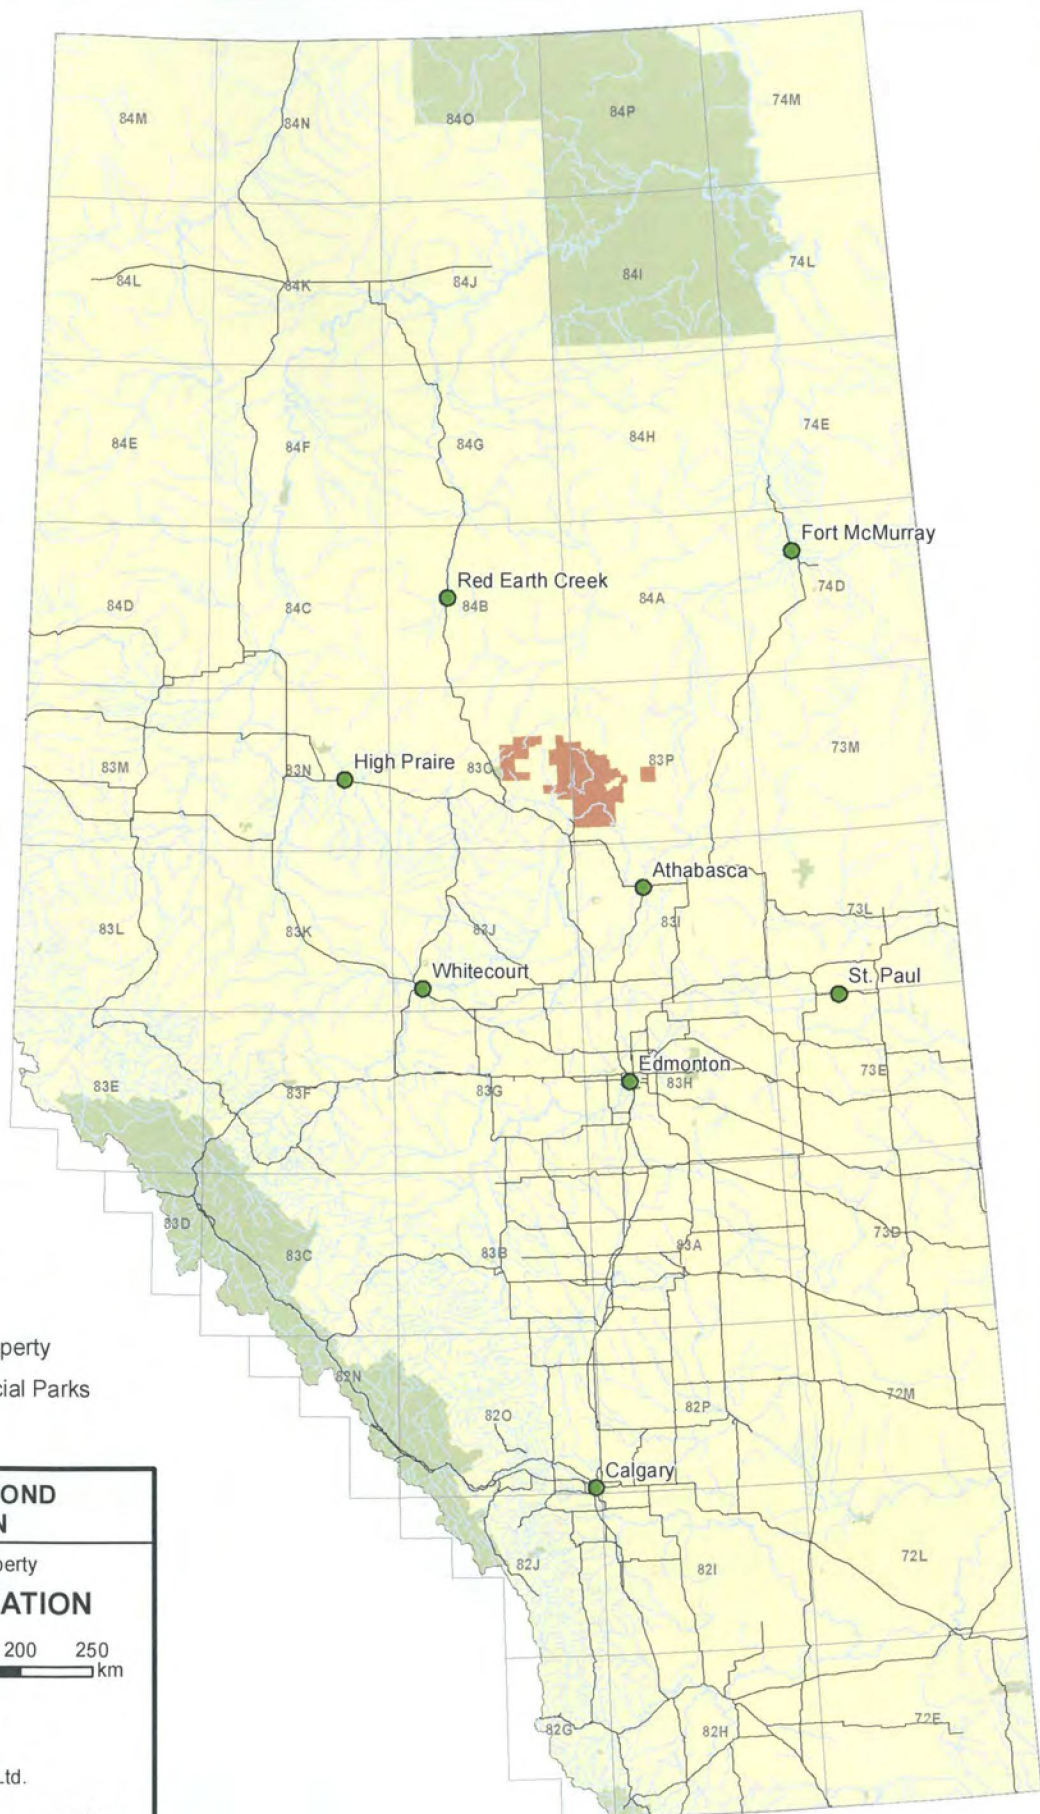 84M
84N
84O
84P
74M
84L
84K
84J
84I
74L
84E
84F
84G
84H
74E
Fort McMurray
Red Earth Creek
84D
84C
84B
84A
74D
83M
83N
High Praire
83O
83P
73M
Athabasca
83L
83K
83J
83I
73L
Whitecourt
St. Paul
Edmonton
83E
83F
83G
83H
73E
83D
83C
83B
83A
73D
perty
cial Parks
82N
82O
82P
72M
Calgary
OND
N
perty
ATION
200 250
km
82J
82I
72L
82G
82H
72E
Ltd.